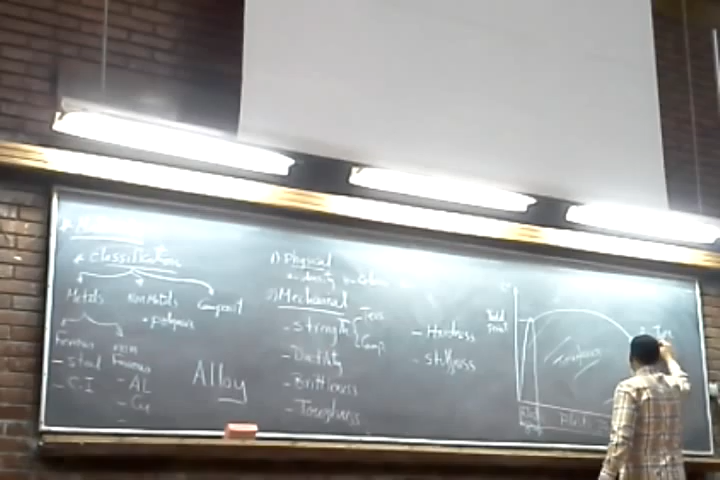 * classification
Metals
non Metals
Composit
• polymers
Ferrous
non
Ferrous
- steel
- C.I
- AL
- Cu
Alloy
1) Physical
- density
2) Mechanical
- strength
Tens
Comp
- Ductility
- Brittleness
- Toughness
- Hardness
- stiffness
Yield
Point